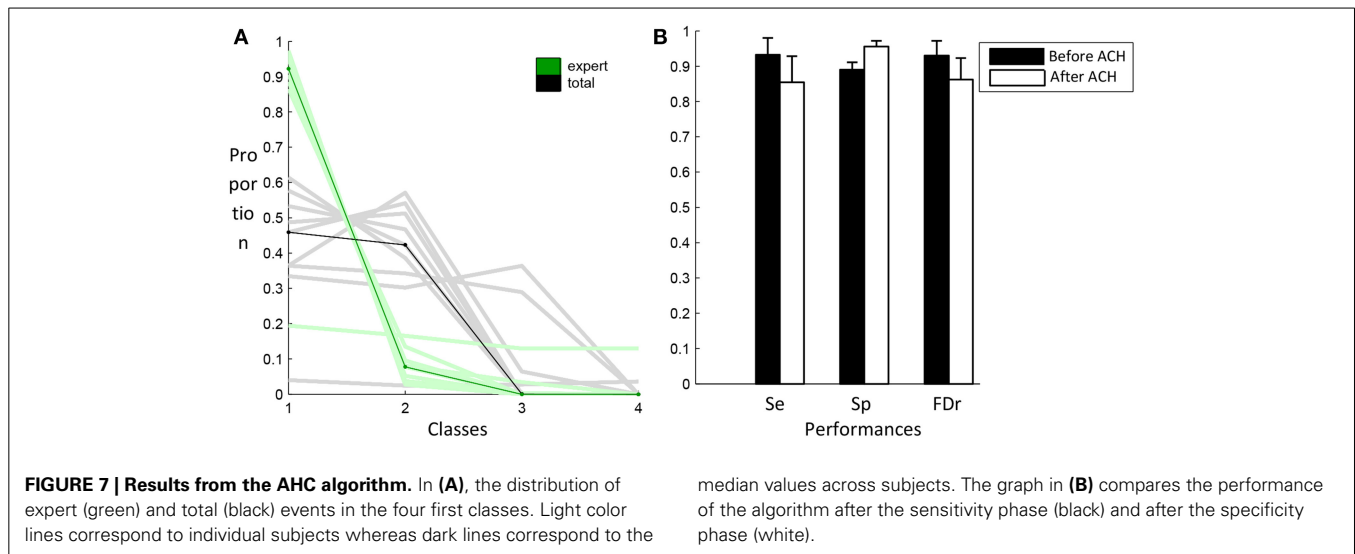 A
1
0.9
0.8
0.7
0.6
0.5
0.4
0.3
0.2
0.1
0
Pro
por
tio
n
1 2 3 4
Classes
expert
total
B
1
0.9
0.8
0.7
0.6
0.5
0.4
0.3
0.2
0.1
0
Se Sp FDr
Performances
Before ACH
After ACH
FIGURE 7 | Results from the AHC algorithm. In (A), the distribution of
expert (green) and total (black) events in the four first classes. Light color
lines correspond to individual subjects whereas dark lines correspond to the
median values across subjects. The graph in (B) compares the performance
of the algorithm after the sensitivity phase (black) and after the specificity
phase (white).